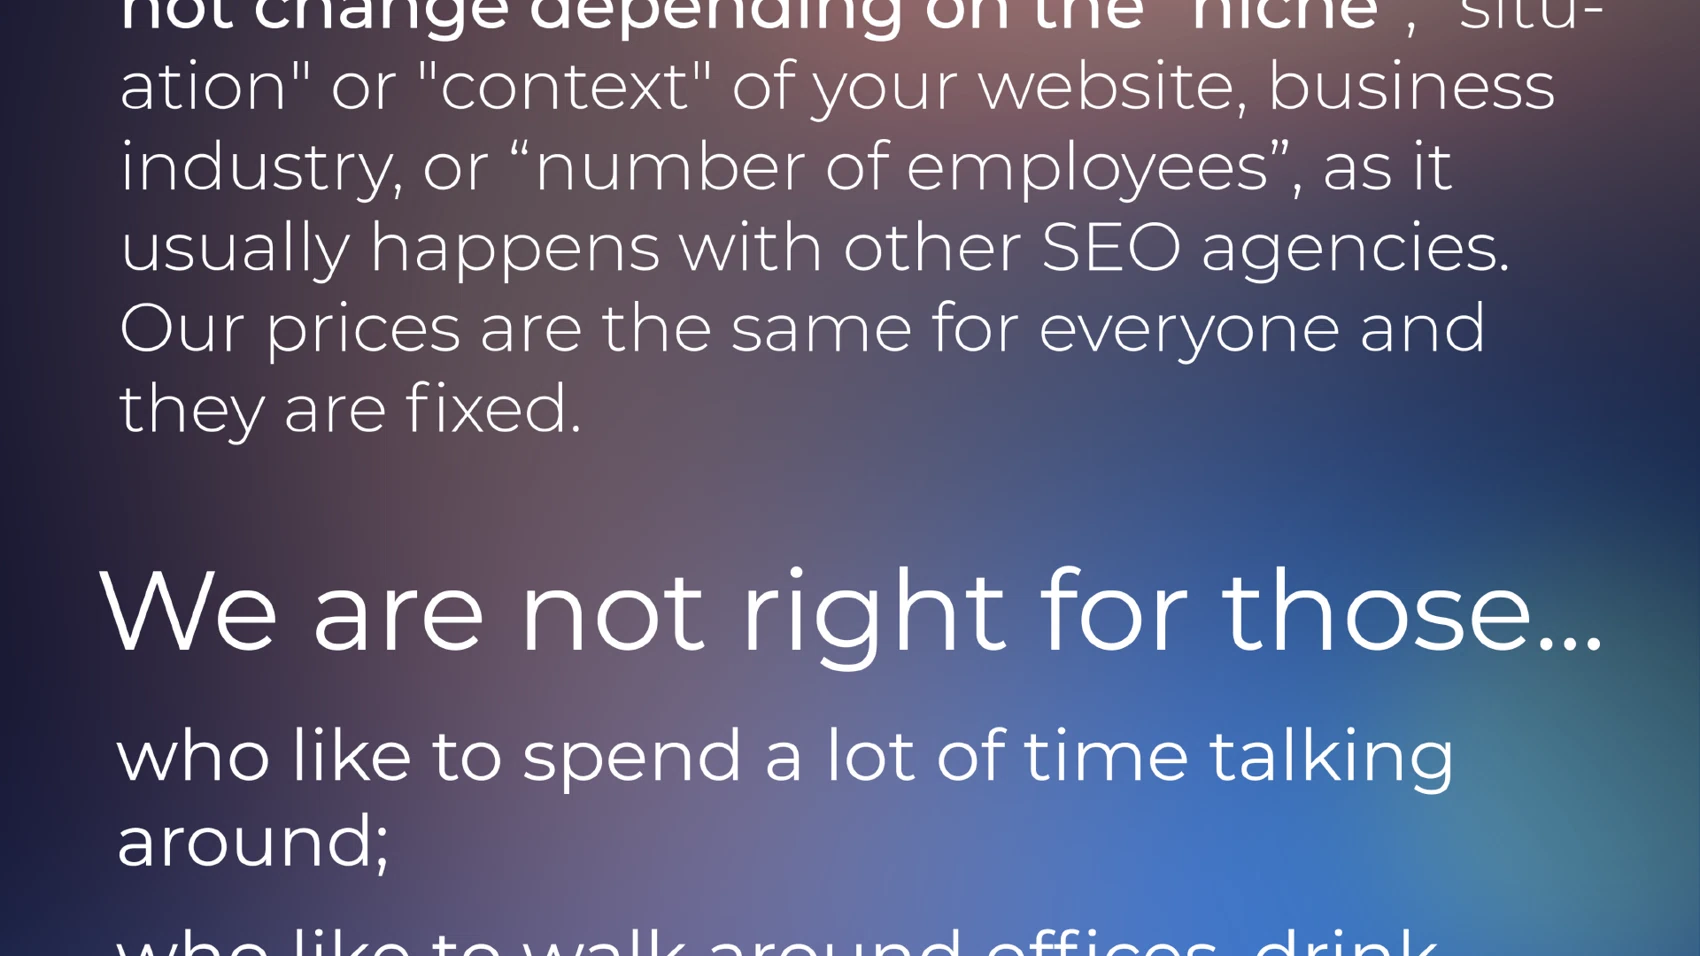 not change depending on the "niche", "situ-
ation" or "context" of your website, business
industry, or “number of employees”, as it
usually happens with other SEO agencies.
Our prices are the same for everyone and
they are fixed.
We are not right for those...
who like to spend a lot of time talking
around;
who like to walk around offices, drink